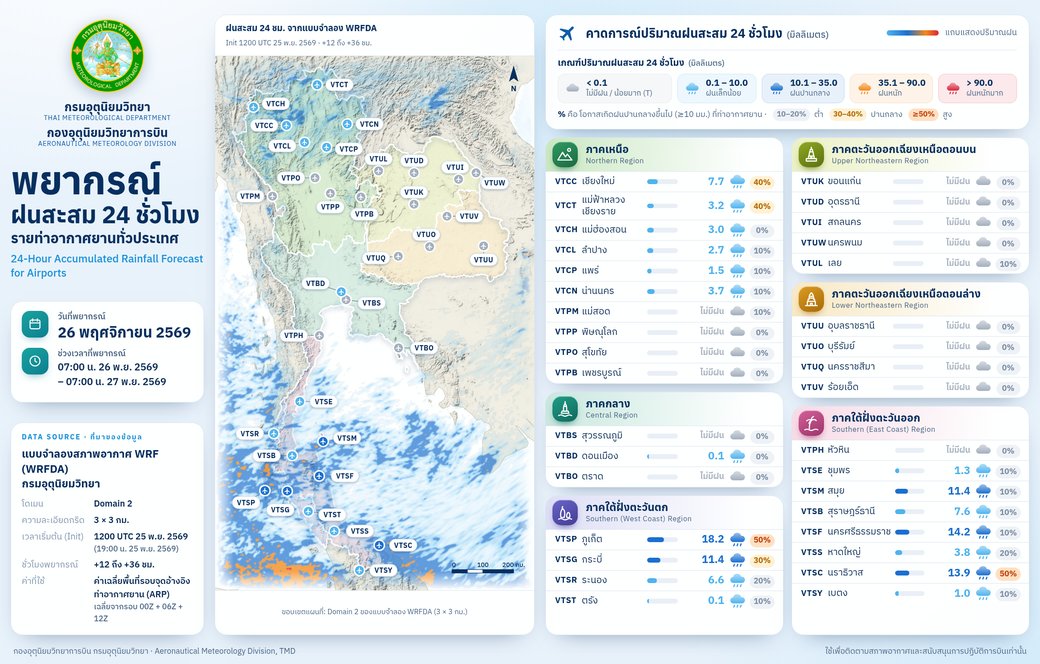 กรมอุตุนิยมวิทยา
METEOROLOGICAL DEPARTMENT
กรมอุตุนิยมวิทยา
THAI METEOROLOGICAL DEPARTMENT
กองอุตุนิยมวิทยาการบิน
AERONAUTICAL METEOROLOGY DIVISION
พยากรณ์
ฝนสะสม 24 ชั่วโมง
รายท่าอากาศยานทั่วประเทศ
24-Hour Accumulated Rainfall Forecast
for Airports
วันที่พยากรณ์
26 พฤศจิกายน 2569
ช่วงเวลาที่พยากรณ์
07:00 น. 26 พ.ย. 2569
– 07:00 น. 27 พ.ย. 2569
DATA SOURCE · ที่มาของข้อมูล
แบบจำลองสภาพอากาศ WRF
(WRFDA)
กรมอุตุนิยมวิทยา
โดเมน Domain 2
ความละเอียดกริด 3 × 3 กม.
เวลาเริ่มต้น (Init) 1200 UTC 25 พ.ย. 2569
(19:00 น. 25 พ.ย. 2569)
ชั่วโมงพยากรณ์ +12 ถึง +36 ชม.
ค่าที่ใช้ ค่าเฉลี่ยพื้นที่รอบจุดอ้างอิง
ท่าอากาศยาน (ARP)
เฉลี่ยจากรอบ 00Z + 06Z +
12Z
ฝนสะสม 24 ชม. จากแบบจำลอง WRFDA
Init 1200 UTC 25 พ.ย. 2569 · +12 ถึง +36 ชม.
N
VTCT
VTCH
VTCC
VTCN
VTCL
VTCP
VTUL
VTUD
VTUI
VTPO
VTUW
VTPM
VTUK
VTPP
VTPB
VTUV
VTUO
VTUQ
VTUU
VTBD
VTBS
VTPH
VTBO
VTSE
VTSR
VTSM
VTSB
VTSF
VTSP
VTSG
VTST
VTSS
VTSC
VTSY
0 100 200 กม.
ขอบเขตแผนที่: Domain 2 ของแบบจำลอง WRFDA (3 × 3 กม.)
คาดการณ์ปริมาณฝนสะสม 24 ชั่วโมง (มิลลิเมตร)
แถบแสดงปริมาณฝน
เกณฑ์ปริมาณฝนสะสม 24 ชั่วโมง (มิลลิเมตร)
< 0.1
ไม่มีฝน / น้อยมาก (T)
0.1 – 10.0
ฝนเล็กน้อย
10.1 – 35.0
ฝนปานกลาง
35.1 – 90.0
ฝนหนัก
> 90.0
ฝนหนักมาก
% คือ โอกาสเกิดฝนปานกลางขึ้นไป (≥10 มม.) ที่ท่าอากาศยาน · 10–20% ต่ำ 30–40% ปานกลาง ≥50% สูง
ภาคเหนือ
Northern Region
VTCC เชียงใหม่ 7.7 40%
VTCT แม่ฟ้าหลวง เชียงราย 3.2 40%
VTCH แม่ฮ่องสอน 3.0 0%
VTCL ลำปาง 2.7 10%
VTCP แพร่ 1.5 10%
VTCN น่านนคร 3.7 10%
VTPM แม่สอด ไม่มีฝน 10%
VTPP พิษณุโลก ไม่มีฝน 0%
VTPO สุโขทัย ไม่มีฝน 0%
VTPB เพชรบูรณ์ ไม่มีฝน 0%
ภาคกลาง
Central Region
VTBS สุวรรณภูมิ ไม่มีฝน 0%
VTBD ดอนเมือง 0.1 0%
VTBO ตราด ไม่มีฝน 0%
ภาคใต้ฝั่งตะวันตก
Southern (West Coast) Region
VTSP ภูเก็ต 18.2 50%
VTSG กระบี่ 11.4 30%
VTSR ระนอง 6.6 20%
VTST ตรัง 0.1 10%
ภาคตะวันออกเฉียงเหนือตอนบน
Upper Northeastern Region
VTUK ขอนแก่น ไม่มีฝน 0%
VTUD อุดรธานี ไม่มีฝน 0%
VTUI สกลนคร ไม่มีฝน 0%
VTUW นครพนม ไม่มีฝน 0%
VTUL เลย ไม่มีฝน 10%
ภาคตะวันออกเฉียงเหนือตอนล่าง
Lower Northeastern Region
VTUU อุบลราชธานี ไม่มีฝน 0%
VTUO บุรีรัมย์ ไม่มีฝน 0%
VTUQ นครราชสีมา ไม่มีฝน 0%
VTUV ร้อยเอ็ด ไม่มีฝน 0%
ภาคใต้ฝั่งตะวันออก
Southern (East Coast) Region
VTPH หัวหิน ไม่มีฝน 0%
VTSE ชุมพร 1.3 10%
VTSM สมุย 11.4 10%
VTSB สุราษฎร์ธานี 7.6 10%
VTSF นครศรีธรรมราช 14.2 10%
VTSS หาดใหญ่ 3.8 20%
VTSC นราธิวาส 13.9 50%
VTSY เบตง 1.0 10%
กองอุตุนิยมวิทยาการบิน กรมอุตุนิยมวิทยา · Aeronautical Meteorology Division, TMD
ใช้เพื่อติดตามสภาพอากาศและสนับสนุนการปฏิบัติการบินเท่านั้น